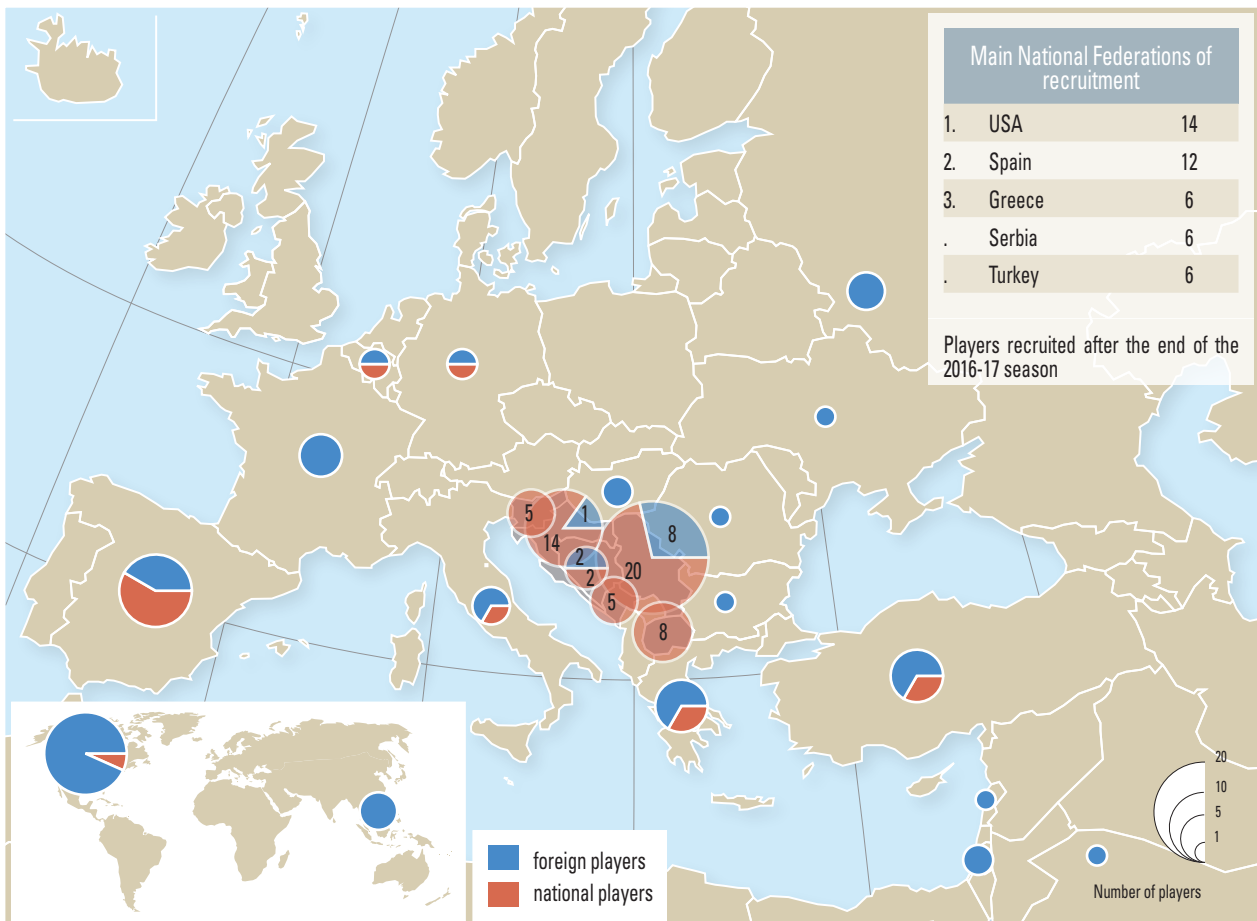 Main National Federations of
recruitment
1. USA 14
2. Spain 12
3. Greece 6
. Serbia 6
. Turkey 6
Players recruited after the end of the
2016-17 season
5
1
14
8
2
2
20
5
8
20
10
5
1
Number of players
foreign players
national players